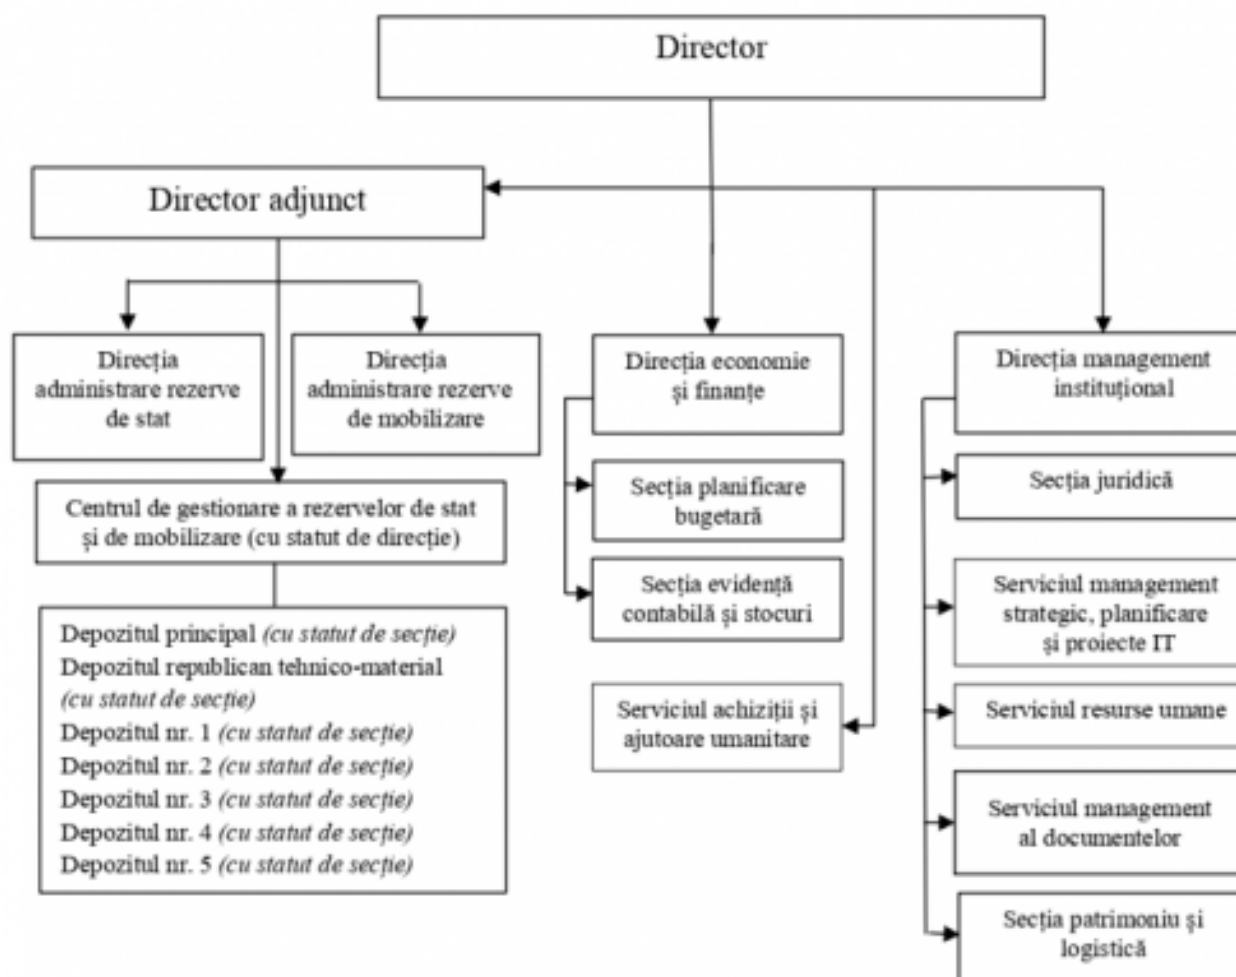 Director
Director adjunct
Direcția
administrare rezerve
de stat
Direcția
administrare rezerve
de mobilizare
Centrul de gestionare a rezervelor de stat
și de mobilizare (cu statut de direcție)
Depozitul principal (cu statut de secție)
Depozitul republican tehnico-material
(cu statut de secție)
Depozitul nr. 1 (cu statut de secție)
Depozitul nr. 2 (cu statut de secție)
Depozitul nr. 3 (cu statut de secție)
Depozitul nr. 4 (cu statut de secție)
Depozitul nr. 5 (cu statut de secție)
Direcția economie
și finanțe
Secția planificare
bugetară
Secția evidență
contabilă și stocuri
Serviciul achiziții și
ajutoare umanitare
Direcția management
instituțional
Secția juridică
Serviciul management
strategic, planificare
și proiecte IT
Serviciul resurse umane
Serviciul management
al documentelor
Secția patrimoniu și
logistică